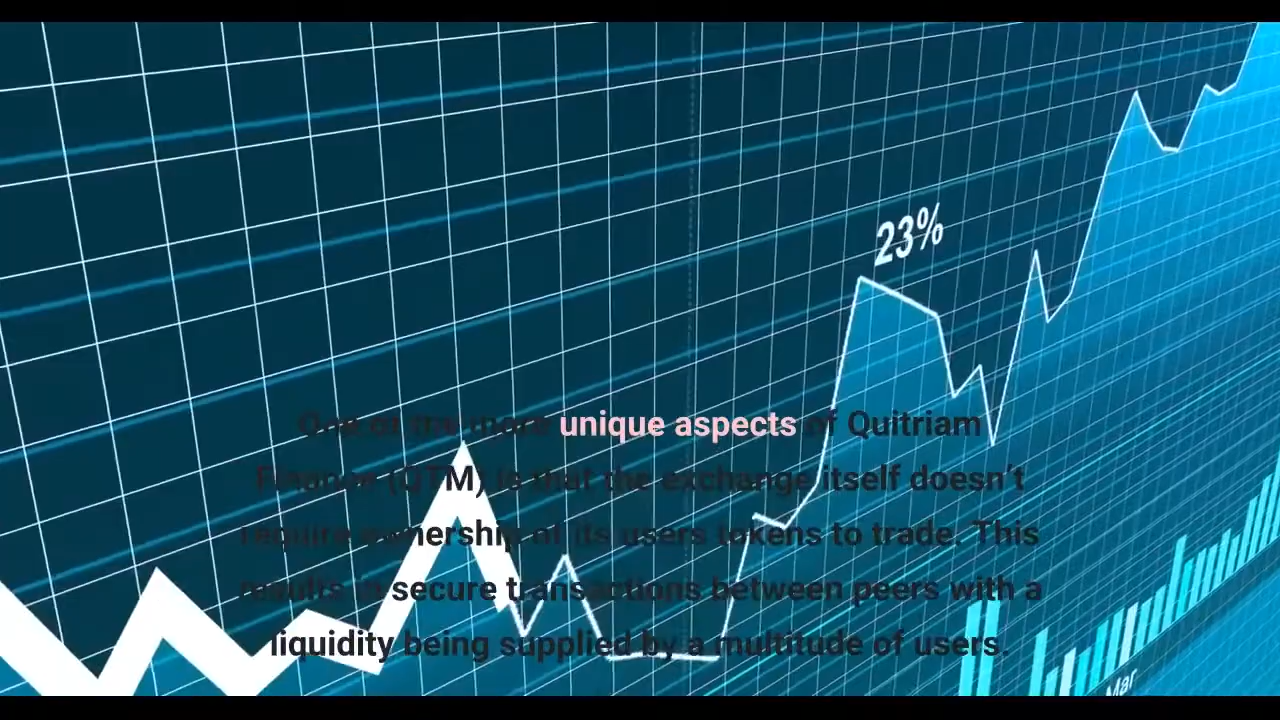 23%
One of the more unique aspects of Quitriam
Finance (QTM) is that the exchange itself doesn't
require ownership of its users tokens to trade. This
results in secure transactions between peers with a
liquidity being supplied by a multitude of users.
Mar